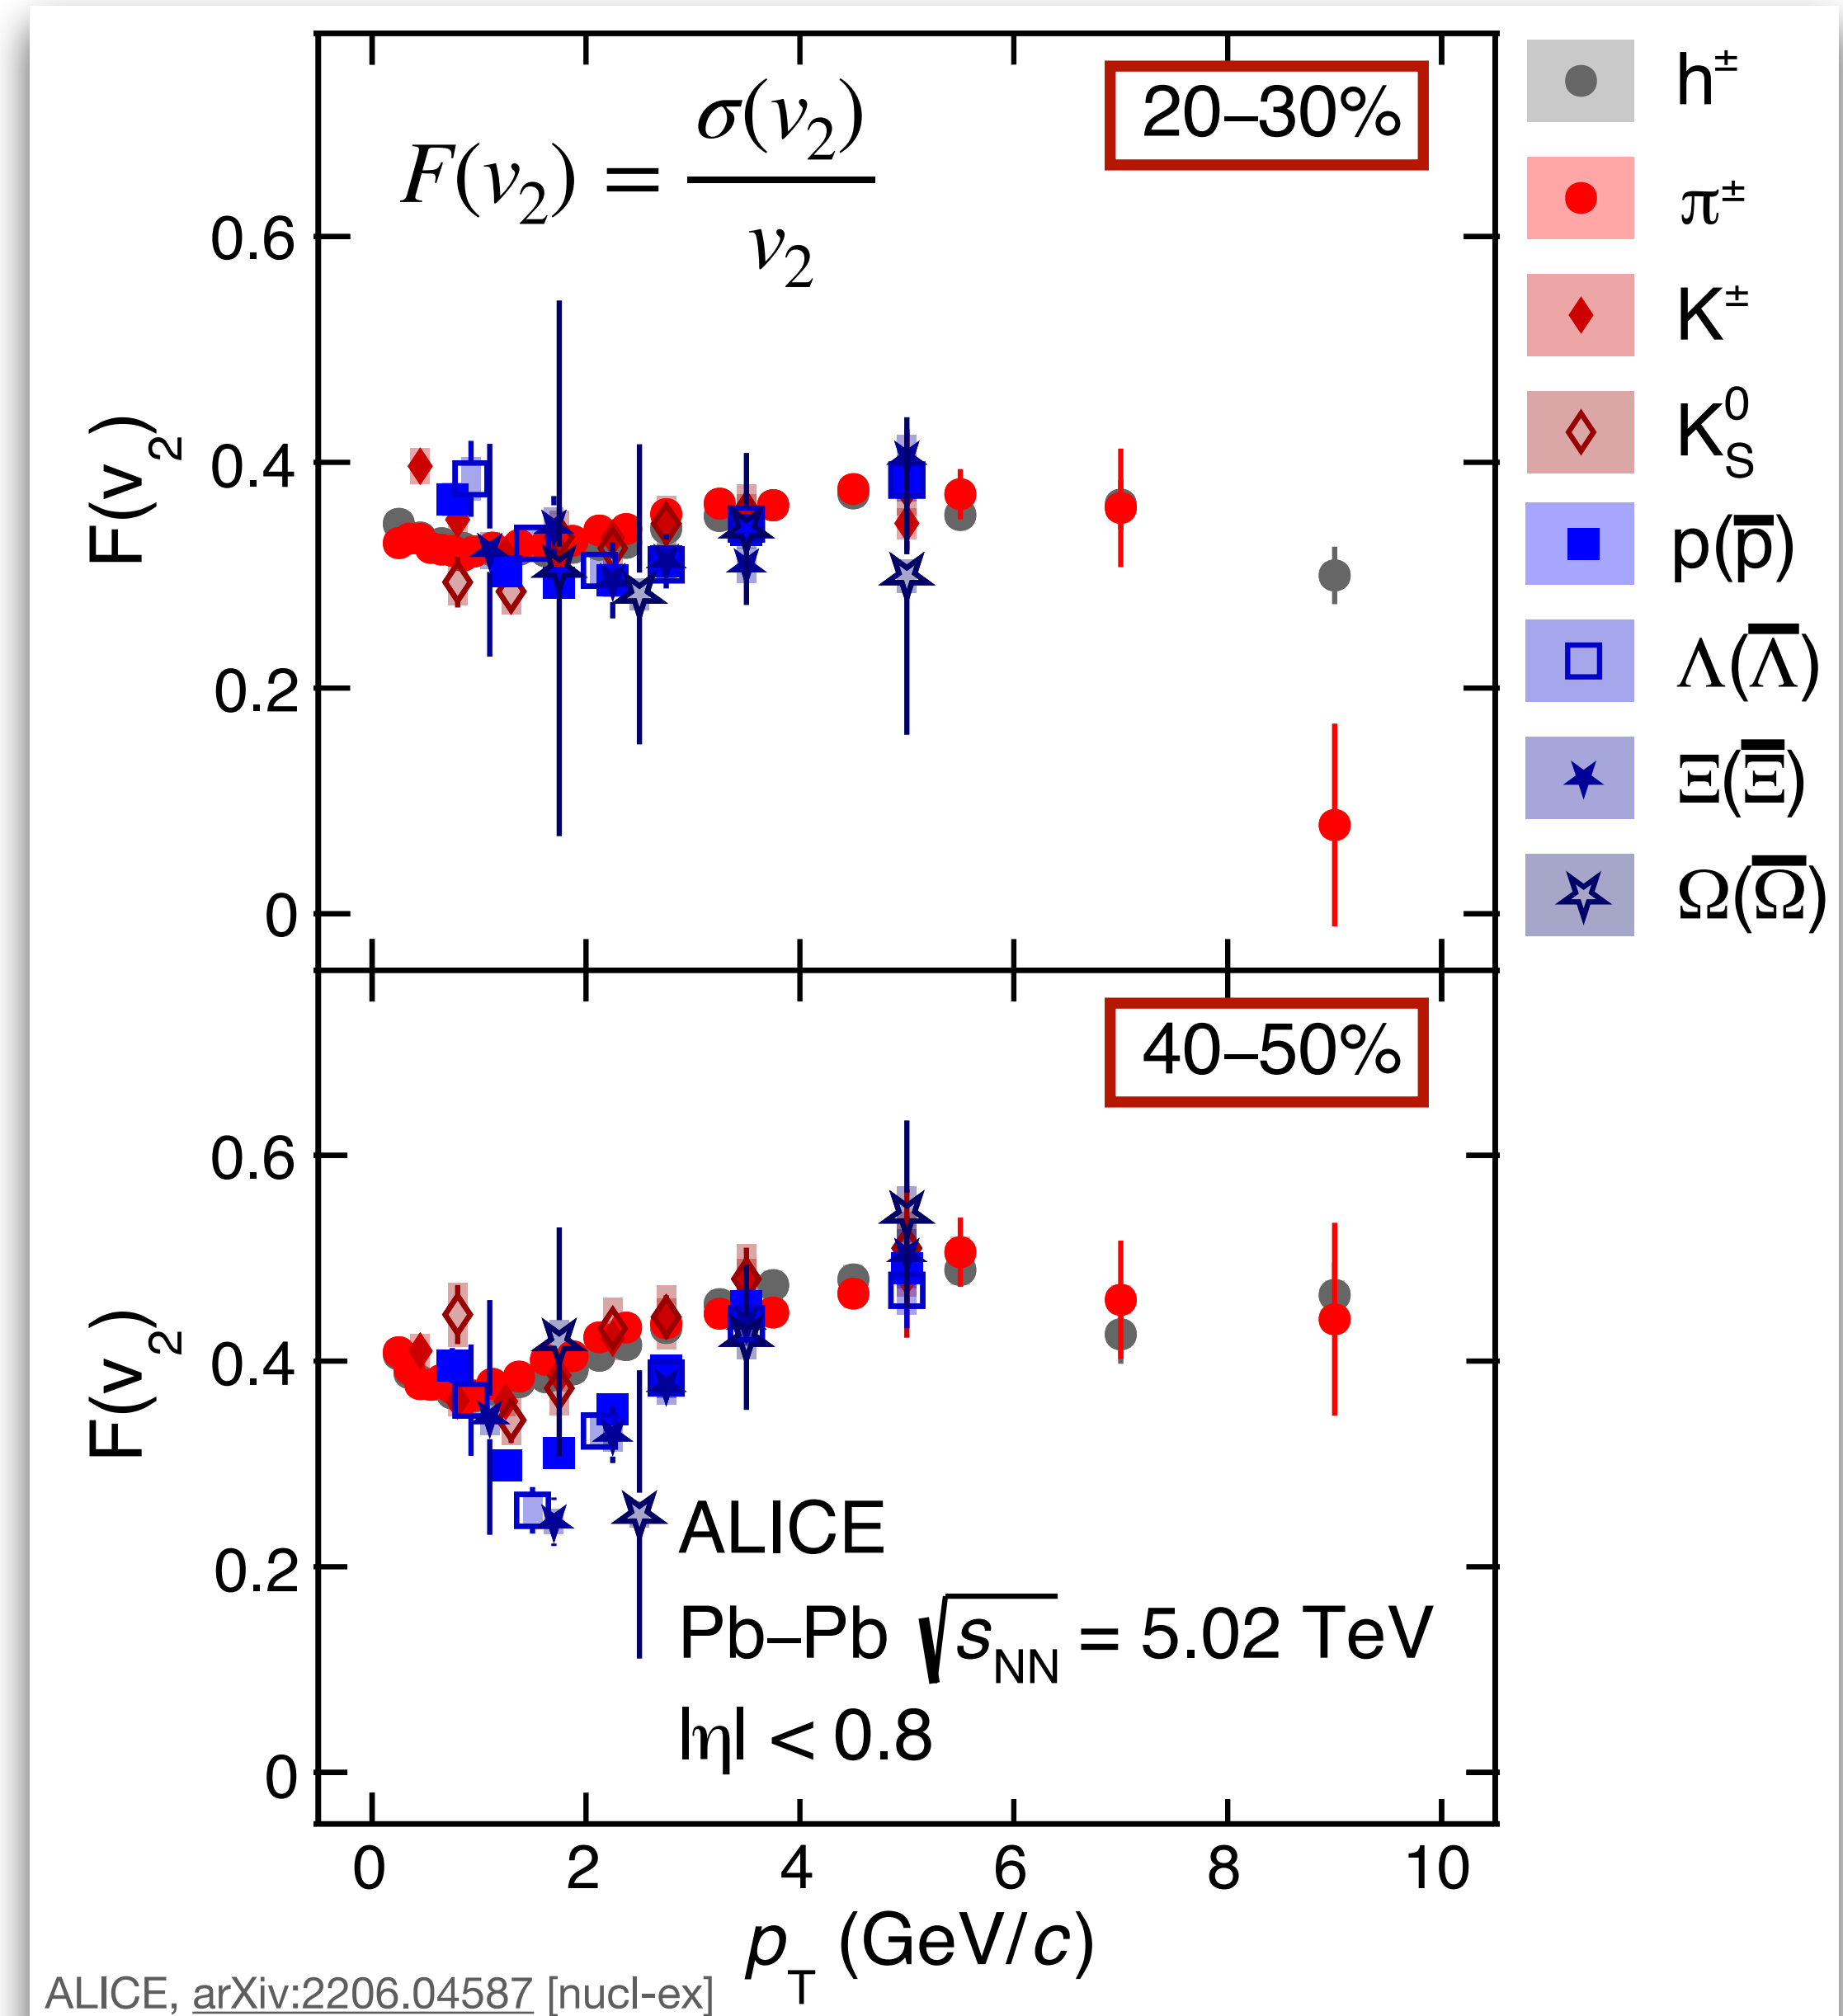 F(v₂) = σ(v₂) / v₂
20–30%
F(v₂)
0.6
0.4
0.2
0
h±
π±
K±
K⁰S
p(p̅)
Λ(Λ̅)
Ξ(Ξ̅)
Ω(Ω̅)
40–50%
F(v₂)
0.6
0.4
0.2
0
ALICE
Pb–Pb √sNN = 5.02 TeV
|η| < 0.8
0 2 4 6 8 10
pT (GeV/c)
ALICE, arXiv:2206.04587 [nucl-ex]